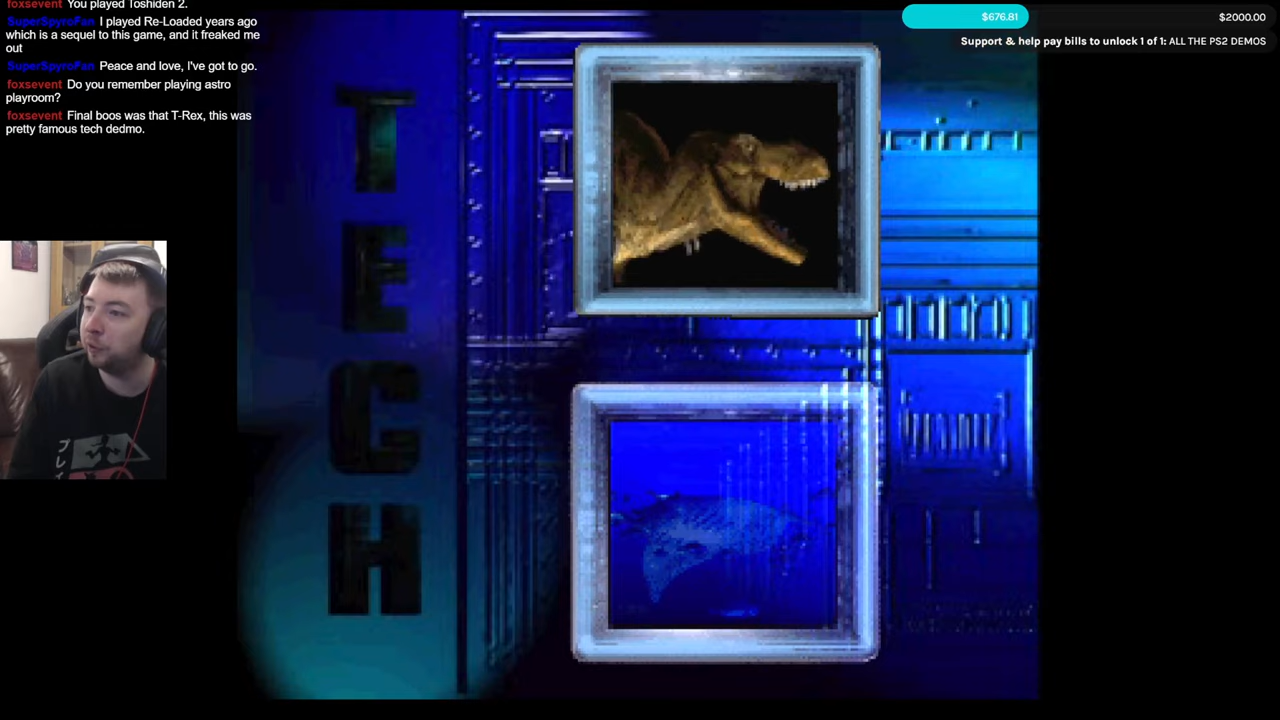 foxsevent You played Toshiden 2.
SuperSpyroFan I played Re-Loaded years ago
which is a sequel to this game, and it freaked me
out
SuperSpyroFan Peace and love, I've got to go.
foxsevent Do you remember playing astro
playroom?
foxsevent Final boos was that T-Rex, this was
pretty famous tech dedmo.
$676.81
$2000.00
Support & help pay bills to unlock 1 of 1: ALL THE PS2 DEMOS
T
E
C
H
プレイ